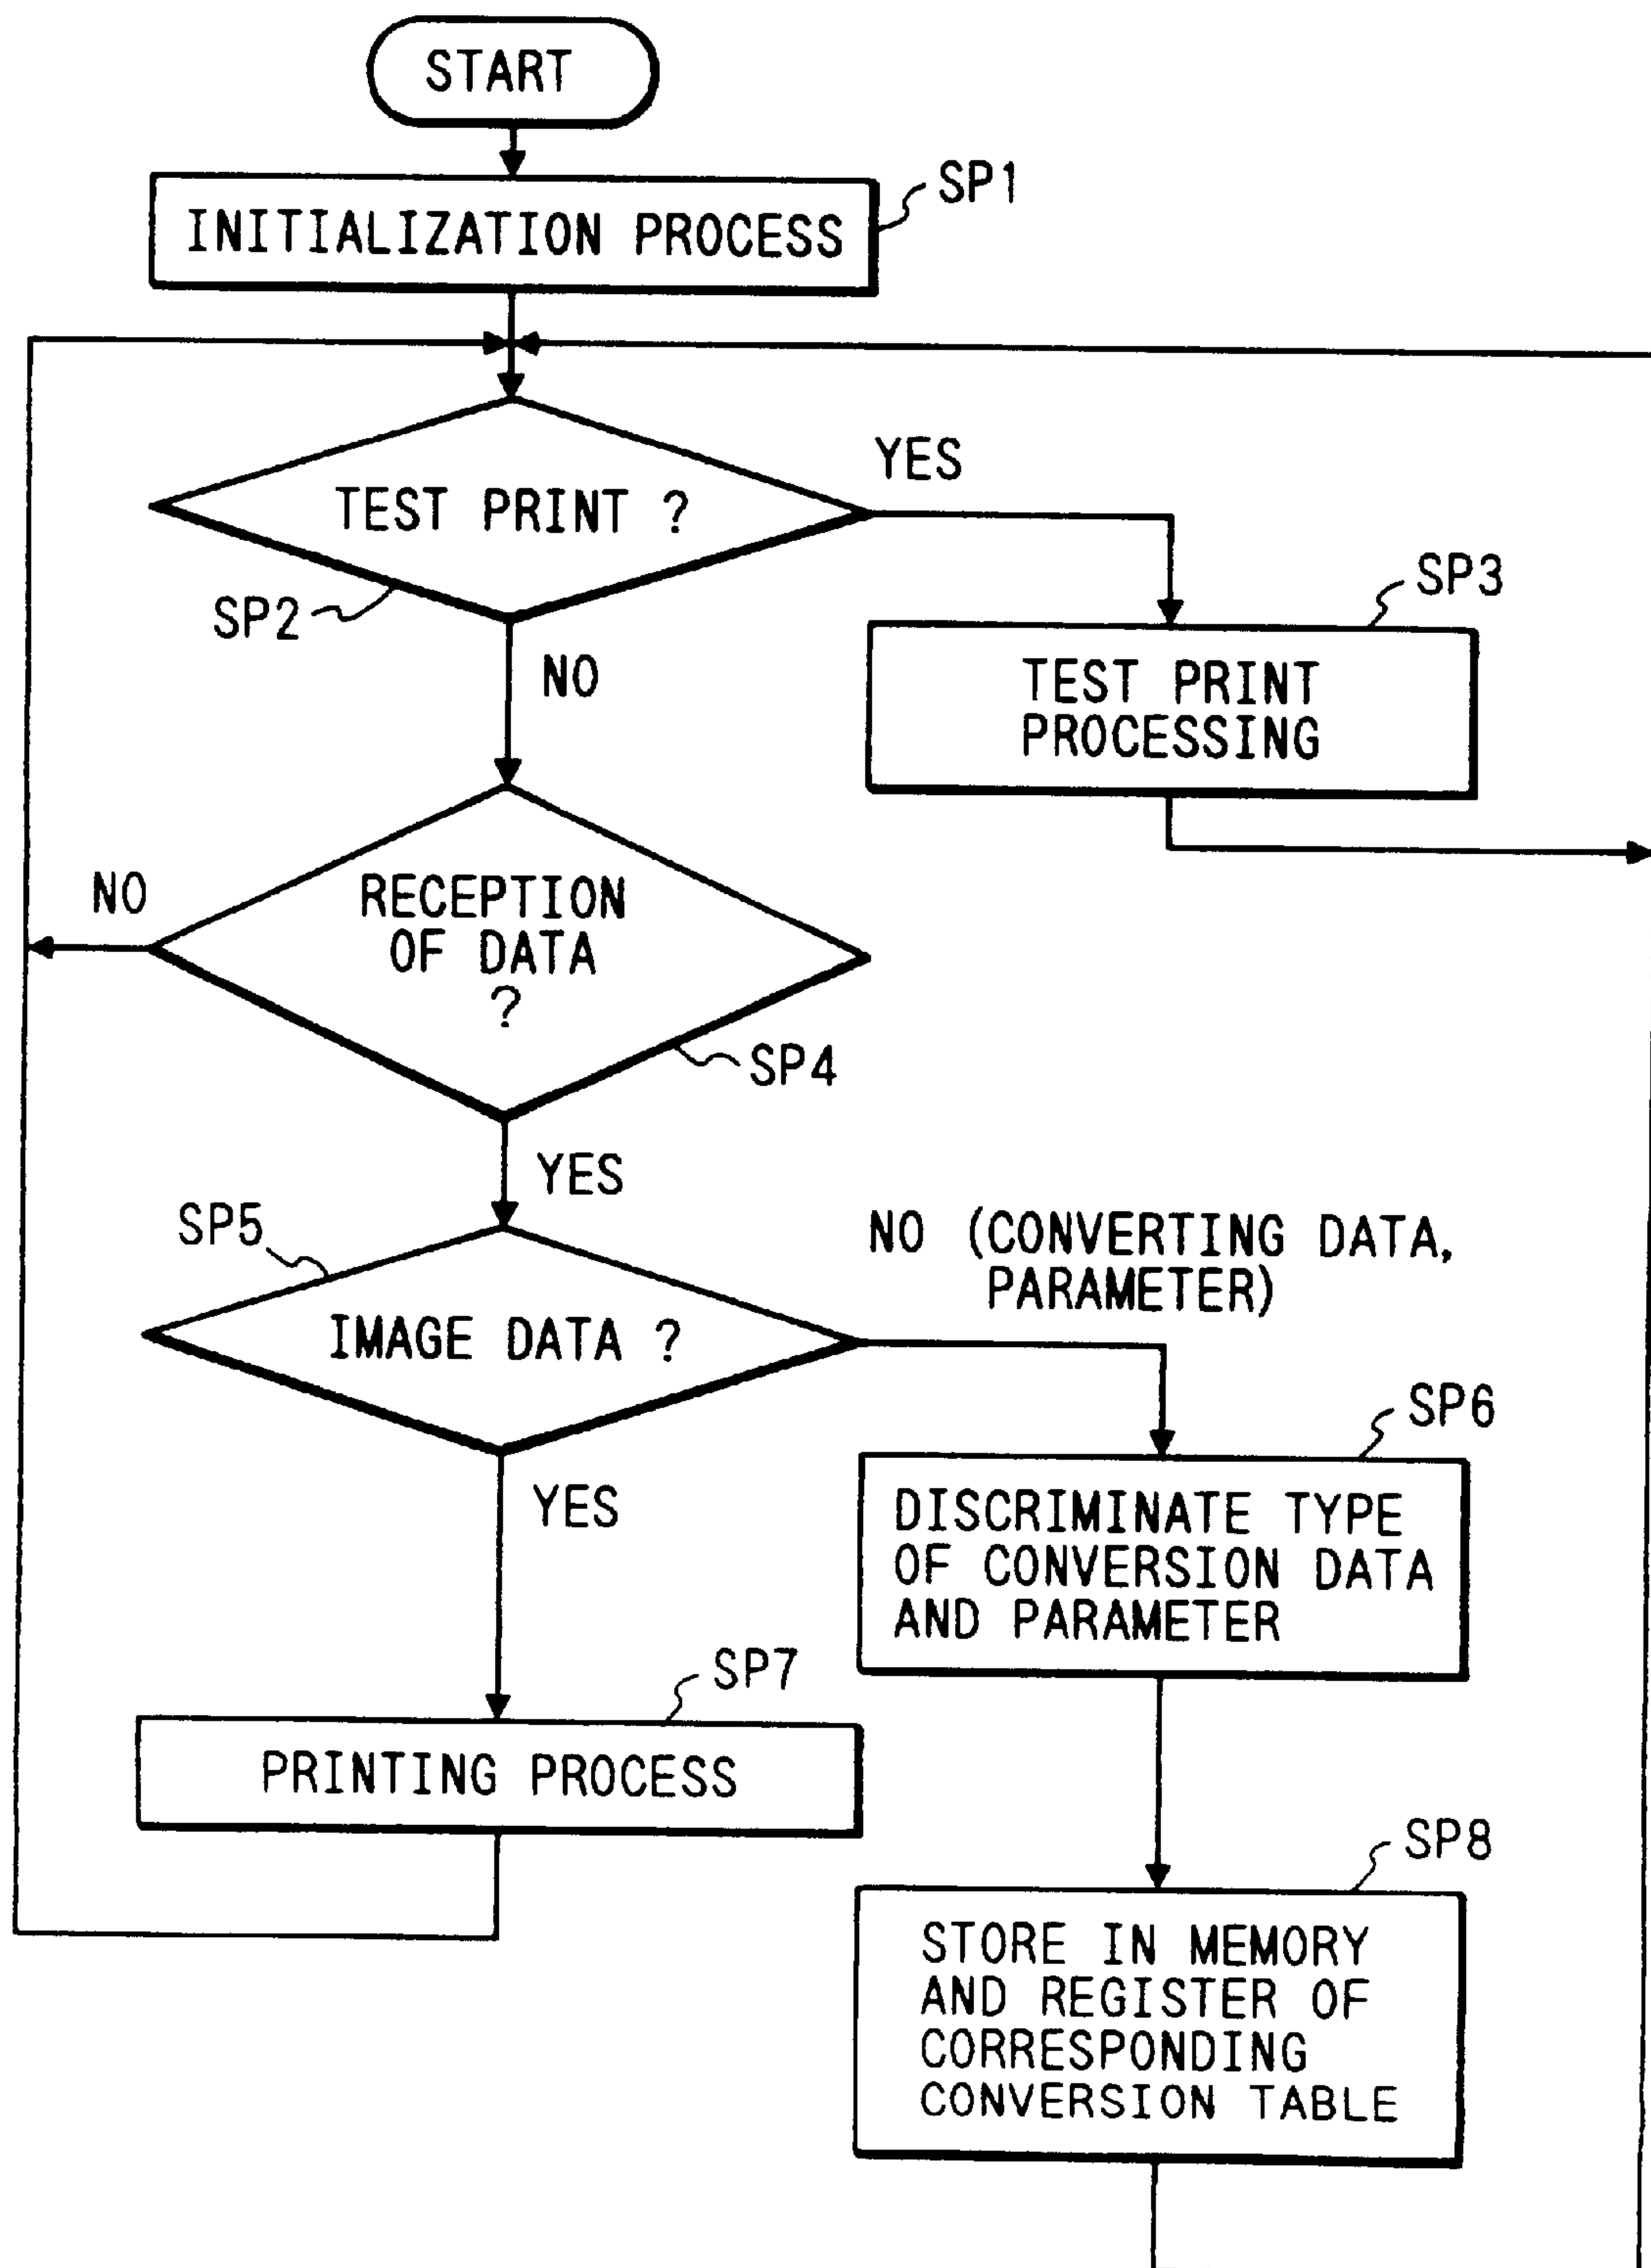 START
SP1
INITIALIZATION PROCESS
YES
TEST PRINT ?
SP2
SP3
NO
TEST PRINT
PROCESSING
NO
RECEPTION
OF DATA
?
SP4
YES
SP5
NO (CONVERTING DATA,
PARAMETER)
IMAGE DATA ?
SP6
YES
DISCRIMINATE TYPE
OF CONVERSION DATA
AND PARAMETER
SP7
PRINTING PROCESS
SP8
STORE IN MEMORY
AND REGISTER OF
CORRESPONDING
CONVERSION TABLE